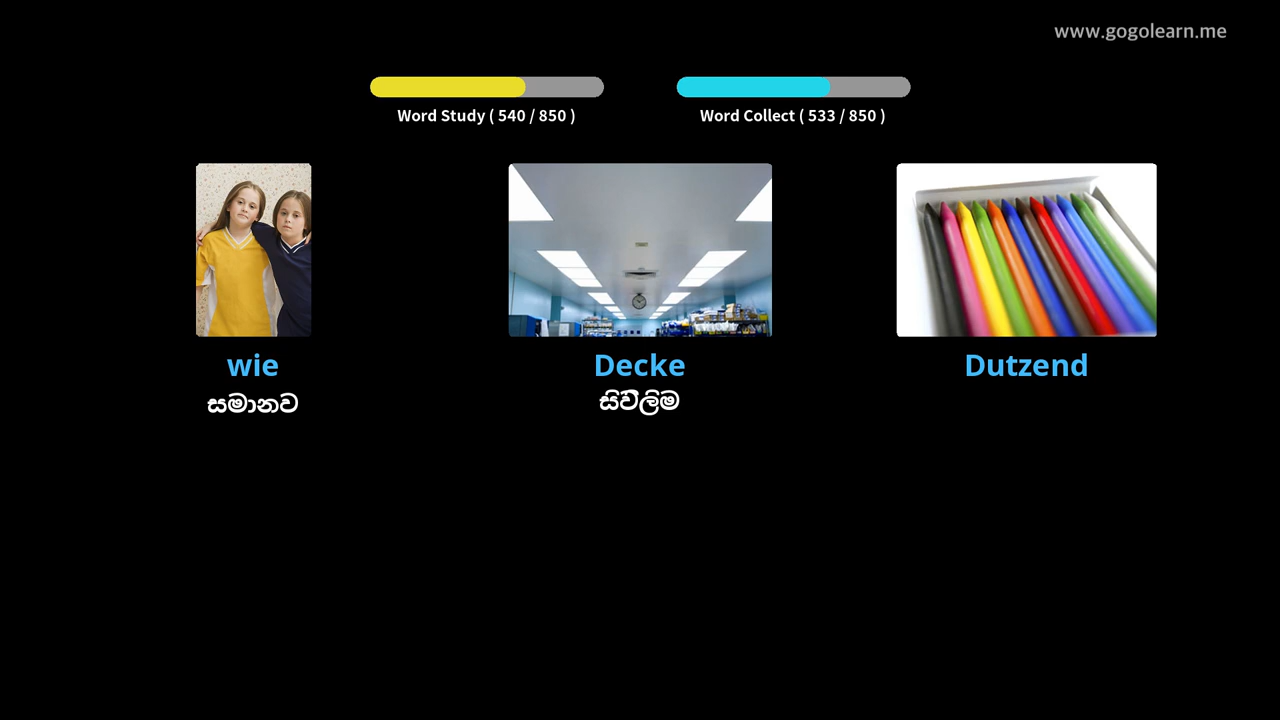 www.gogolearn.me
Word Study ( 540 / 850 )
Word Collect ( 533 / 850 )
wie
සමානව
Decke
සිවිලිම
Dutzend